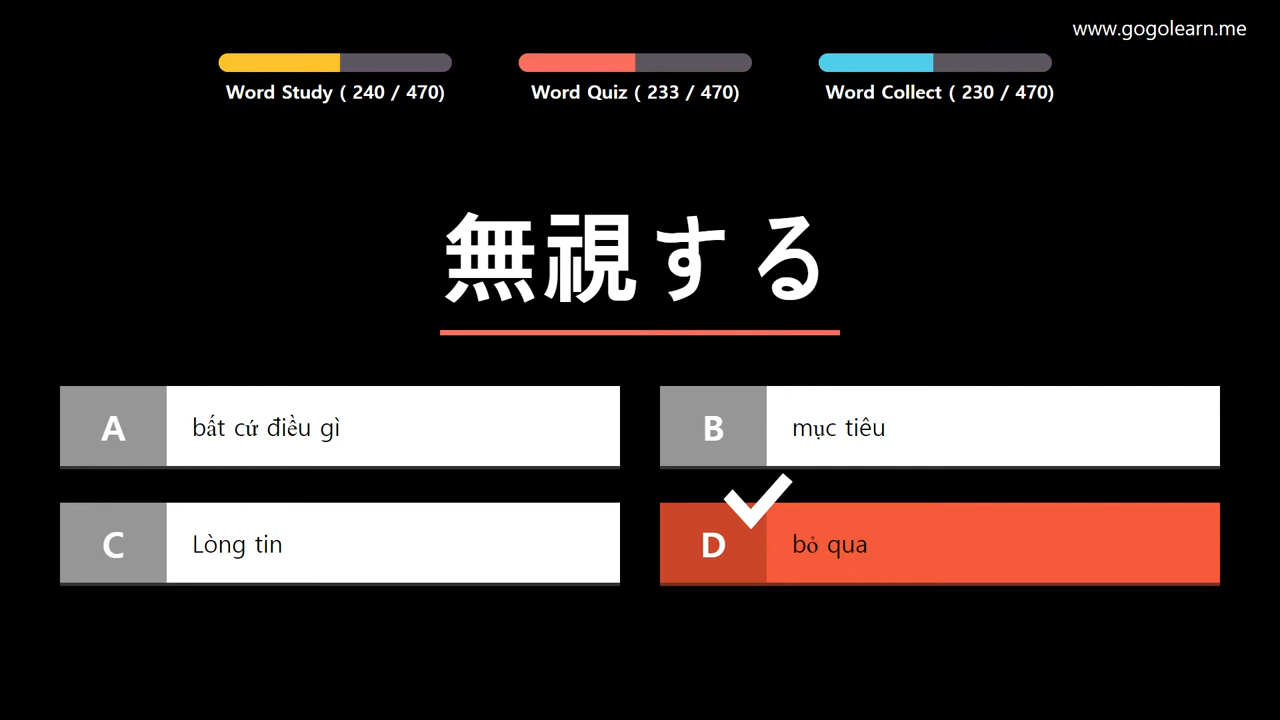 www.gogolearn.me
Word Study ( 240 / 470)
Word Quiz ( 233 / 470)
Word Collect ( 230 / 470)
無視する
A
bất cứ điều gì
B
mục tiêu
C
Lòng tin
D
bỏ qua